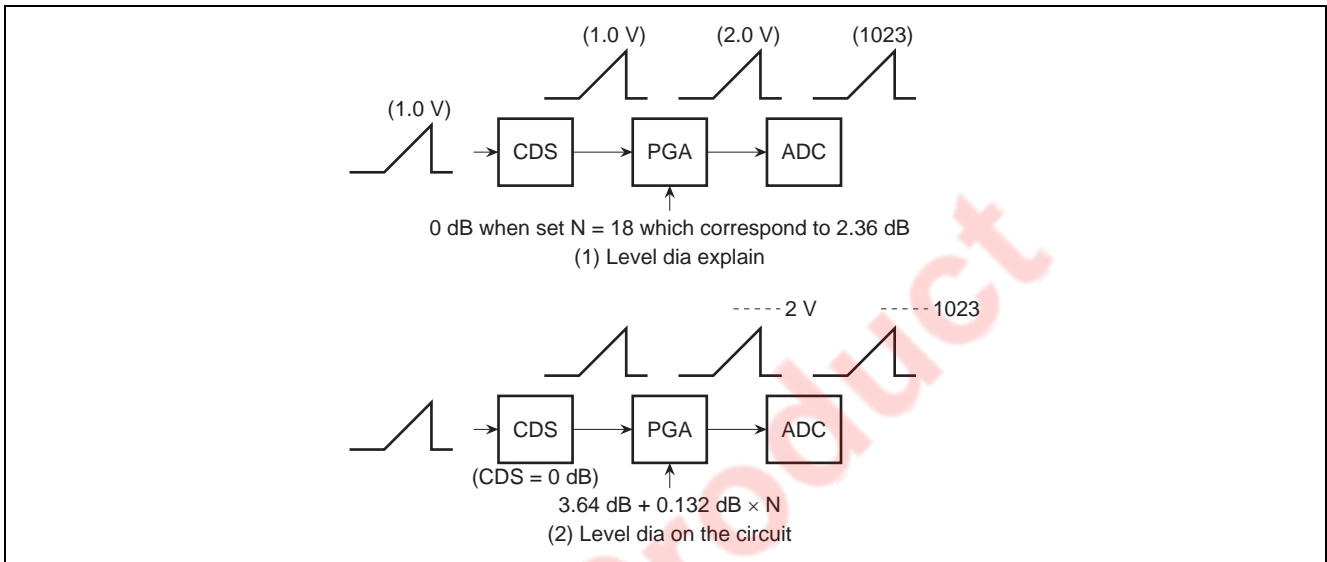 (1.0 V) (2.0 V) (1023)
(1.0 V)
CDS PGA ADC
0 dB when set N = 18 which correspond to 2.36 dB
(1) Level dia explain
2 V 1023
CDS PGA ADC
(CDS = 0 dB)
3.64 dB + 0.132 dB × N
(2) Level dia on the circuit
roduct